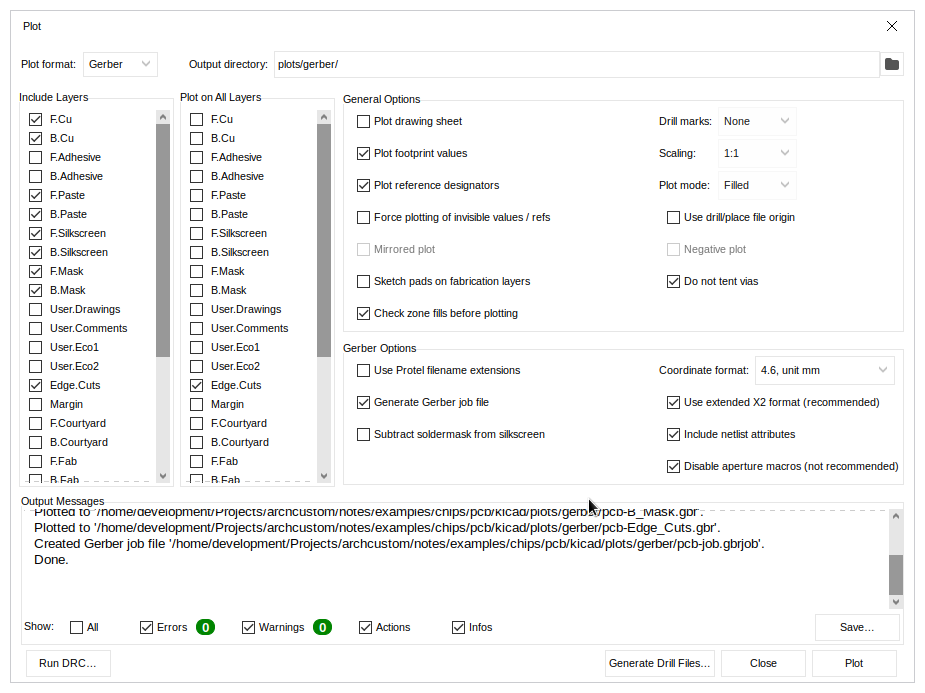 Plot
Plot format: Gerber Output directory: plots/gerber/
Include Layers Plot on All Layers General Options
F.Cu F.Cu Plot drawing sheet Drill marks: None
B.Cu B.Cu
F.Adhesive F.Adhesive Plot footprint values Scaling: 1:1
B.Adhesive B.Adhesive
F.Paste F.Paste Plot reference designators Plot mode: Filled
B.Paste B.Paste Force plotting of invisible values / refs Use drill/place file origin
F.Silkscreen F.Silkscreen
B.Silkscreen B.Silkscreen Mirrored plot Negative plot
F.Mask F.Mask
B.Mask B.Mask Sketch pads on fabrication layers Do not tent vias
User.Drawings User.Drawings Check zone fills before plotting
User.Comments User.Comments
User.Eco1 User.Eco1 Gerber Options
User.Eco2 User.Eco2 Use Protel filename extensions Coordinate format: 4.6, unit mm
Edge.Cuts Edge.Cuts
Margin Margin Generate Gerber job file Use extended X2 format (recommended)
F.Courtyard F.Courtyard
B.Courtyard B.Courtyard Subtract soldermask from silkscreen Include netlist attributes
F.Fab F.Fab Disable aperture macros (not recommended)
B.Fab B.Fab
Output Messages
Plotted to '/home/development/Projects/archcustom/notes/examples/chips/pcb/kicad/plots/gerber/pcb-B_Mask.gbr'.
Plotted to '/home/development/Projects/archcustom/notes/examples/chips/pcb/kicad/plots/gerber/pcb-Edge_Cuts.gbr'.
Created Gerber job file '/home/development/Projects/archcustom/notes/examples/chips/pcb/kicad/plots/gerber/pcb-job.gbrjob'.
Done.
Show: All Errors 0 Warnings 0 Actions Infos Save...
Run DRC... Generate Drill Files... Close Plot